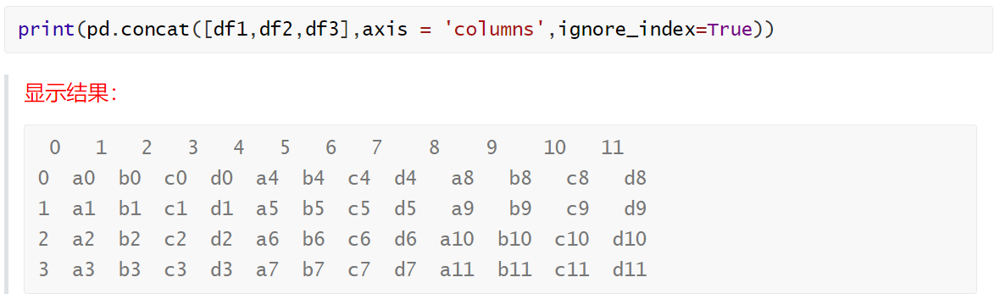 print(pd.concat([df1,df2,df3],axis = 'columns',ignore_index=True))
显示结果：
0 1 2 3 4 5 6 7 8 9 10 11
0 a0 b0 c0 d0 a4 b4 c4 d4 a8 b8 c8 d8
1 a1 b1 c1 d1 a5 b5 c5 d5 a9 b9 c9 d9
2 a2 b2 c2 d2 a6 b6 c6 d6 a10 b10 c10 d10
3 a3 b3 c3 d3 a7 b7 c7 d7 a11 b11 c11 d11